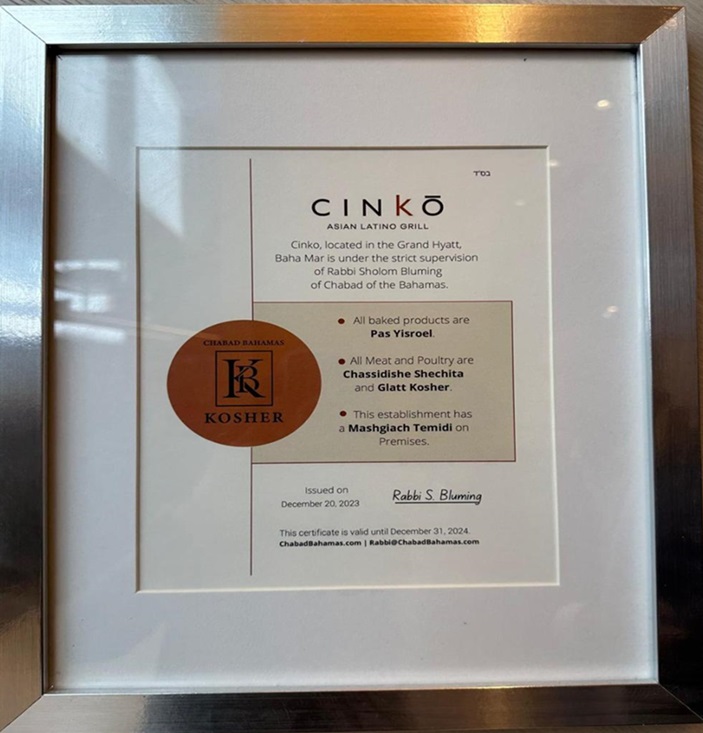 בס"ד
CINKŌ
ASIAN LATINO GRILL
Cinko, located in the Grand Hyatt,
Baha Mar is under the strict supervision
of Rabbi Sholom Bluming
of Chabad of the Bahamas.
CHABAD BAHAMAS
KB
KOSHER
• All baked products are
Pas Yisroel.
• All Meat and Poultry are
Chassidishe Shechita
and Glatt Kosher.
• This establishment has
a Mashgiach Temidi on
Premises.
Issued on
December 20, 2023
Rabbi S. Bluming
This certificate is valid until December 31, 2024.
ChabadBahamas.com | Rabbi@ChabadBahamas.com